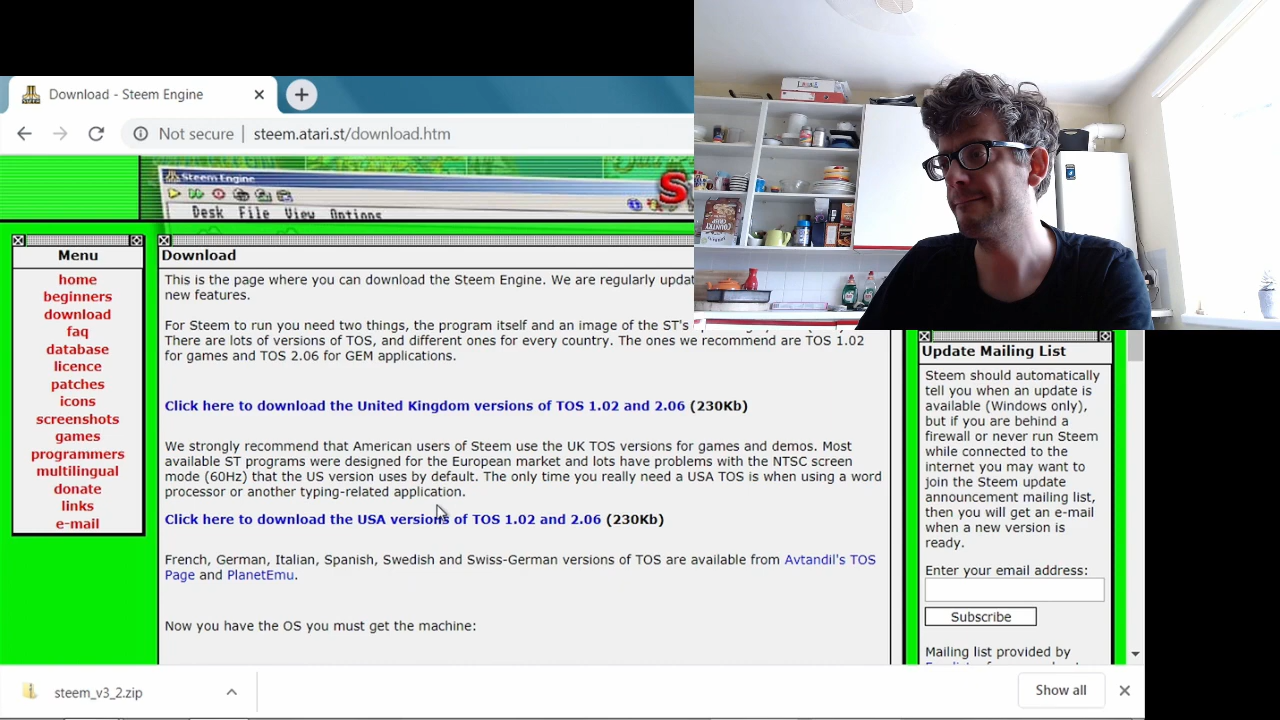 Download - Steem Engine
Not secure
steem.atari.st/download.htm
Steem Engine
Desk File View Options
Menu
home
beginners
download
faq
database
licence
patches
icons
screenshots
games
programmers
multilingual
donate
links
e-mail
Download
This is the page where you can download the Steem Engine. We are regularly
new features.
For Steem to run you need two things, the program itself and an image of the ST's
There are lots of versions of TOS, and different ones for every country. The ones we recommend are TOS 1.02
for games and TOS 2.06 for GEM applications.
Click here to download the United Kingdom versions of TOS 1.02 and 2.06 (230Kb)
We strongly recommend that American users of Steem use the UK TOS versions for games and demos. Most
available ST programs were designed for the European market and lots have problems with the NTSC screen
mode (60Hz) that the US version uses by default. The only time you really need a USA TOS is when using a word
processor or another typing-related application.
Click here to download the USA versions of TOS 1.02 and 2.06 (230Kb)
French, German, Italian, Spanish, Swedish and Swiss-German versions of TOS are available from Avtandil's TOS
Page and PlanetEmu.
Now you have the OS you must get the machine:
Update Mailing List
Steem should automatically
tell you when an update is
available (Windows only),
but if you are behind a
firewall or never run Steem
while connected to the
internet you may want to
join the Steem update
announcement mailing list,
then you will get an e-mail
when a new version is
ready.
Enter your email address:
Subscribe
Mailing list provided by
steem_v3_2.zip
Show all